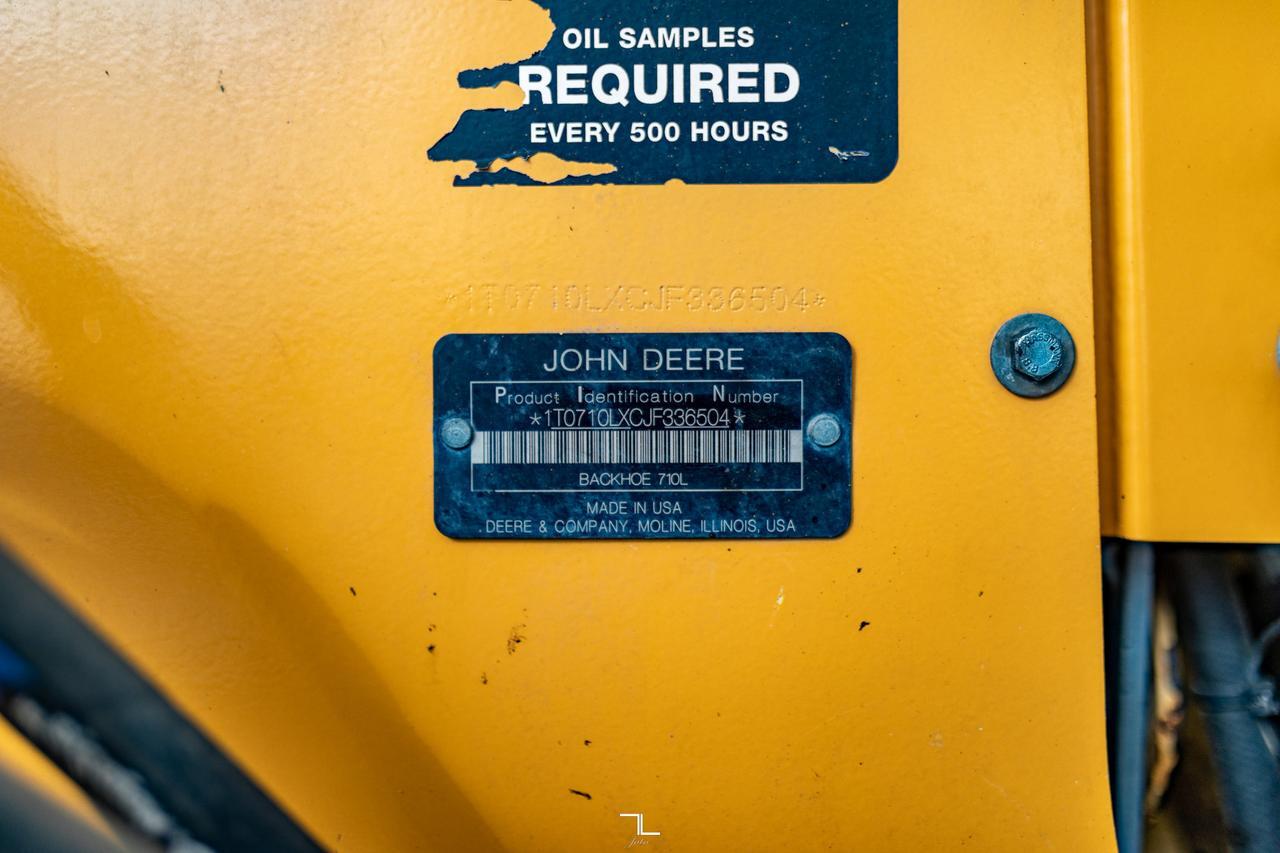 OIL SAMPLES
REQUIRED
EVERY 500 HOURS
*1T0710LXCJF336504*
JOHN DEERE
Product Identification Number
*1T0710LXCJF336504*
BACKHOE 710L
MADE IN USA
DEERE & COMPANY, MOLINE, ILLINOIS, USA